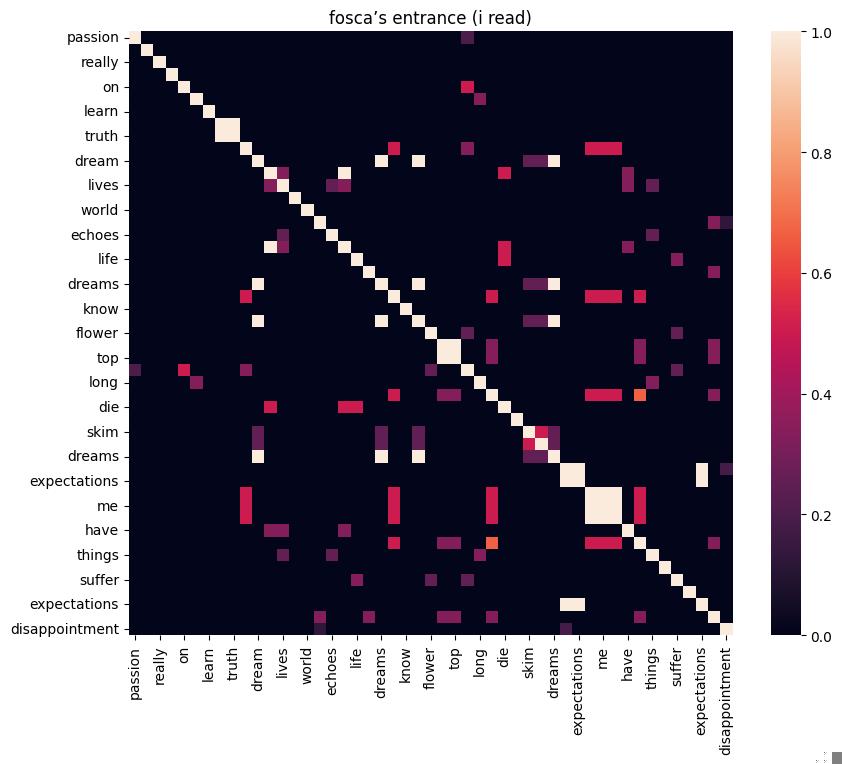 fosca’s entrance (i read)
passion
really
on
learn
truth
dream
lives
world
echoes
life
dreams
know
flower
top
long
die
skim
dreams
expectations
me
have
things
suffer
expectations
disappointment
1.0
0.8
0.6
0.4
0.2
0.0
passion
really
on
learn
truth
dream
lives
world
echoes
life
dreams
know
flower
top
long
die
skim
dreams
expectations
me
have
things
suffer
expectations
disappointment